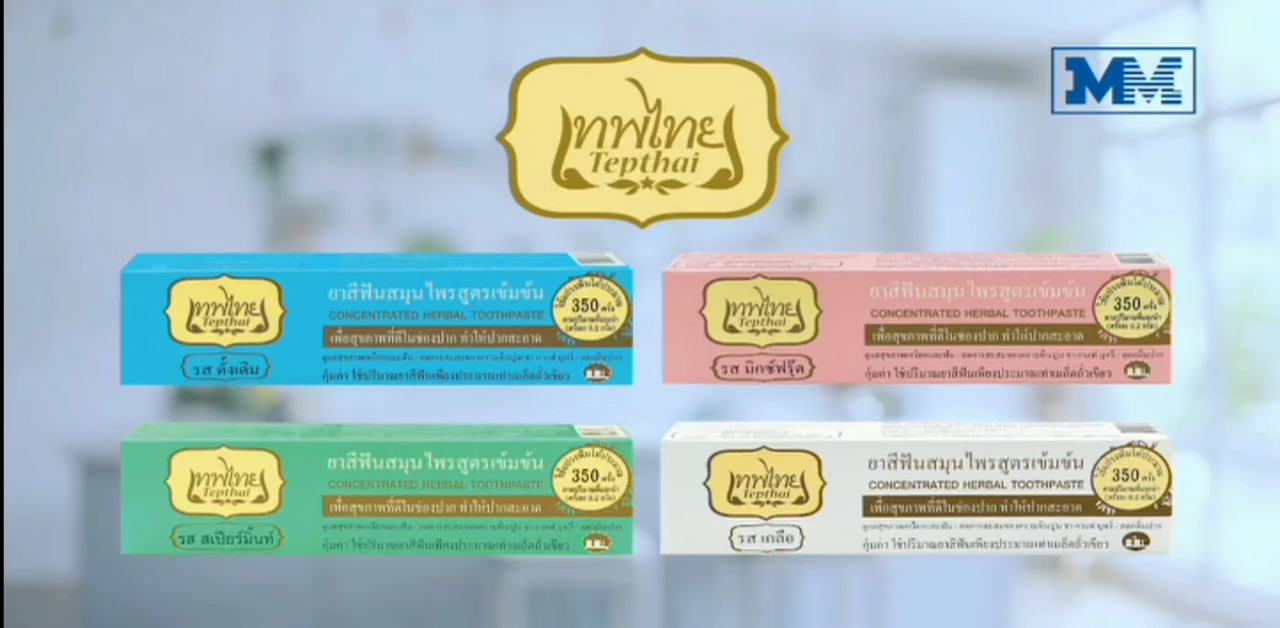 MM
เทพไทย
Tepthai
เทพไทย
Tepthai
รส ดั้งเดิม
ยาสีฟันสมุนไพรสูตรเข้มข้น
CONCENTRATED HERBAL TOOTHPASTE
เพื่อสุขภาพที่ดีในช่องปาก ทำให้ปากสะอาด
คุ้มค่า ใช้ปริมาณยาสีฟันเพียงประมาณเท่าเมล็ดถั่วเขียว
350 ครั้ง
เทพไทย
Tepthai
รส มิกซ์ฟรุ๊ต
ยาสีฟันสมุนไพรสูตรเข้มข้น
CONCENTRATED HERBAL TOOTHPASTE
เพื่อสุขภาพที่ดีในช่องปาก ทำให้ปากสะอาด
คุ้มค่า ใช้ปริมาณยาสีฟันเพียงประมาณเท่าเมล็ดถั่วเขียว
350 ครั้ง
เทพไทย
Tepthai
รส สเปียร์มิ้นท์
ยาสีฟันสมุนไพรสูตรเข้มข้น
CONCENTRATED HERBAL TOOTHPASTE
เพื่อสุขภาพที่ดีในช่องปาก ทำให้ปากสะอาด
คุ้มค่า ใช้ปริมาณยาสีฟันเพียงประมาณเท่าเมล็ดถั่วเขียว
350 ครั้ง
เทพไทย
Tepthai
รส เกลือ
ยาสีฟันสมุนไพรสูตรเข้มข้น
CONCENTRATED HERBAL TOOTHPASTE
เพื่อสุขภาพที่ดีในช่องปาก ทำให้ปากสะอาด
คุ้มค่า ใช้ปริมาณยาสีฟันเพียงประมาณเท่าเมล็ดถั่วเขียว
350 ครั้ง